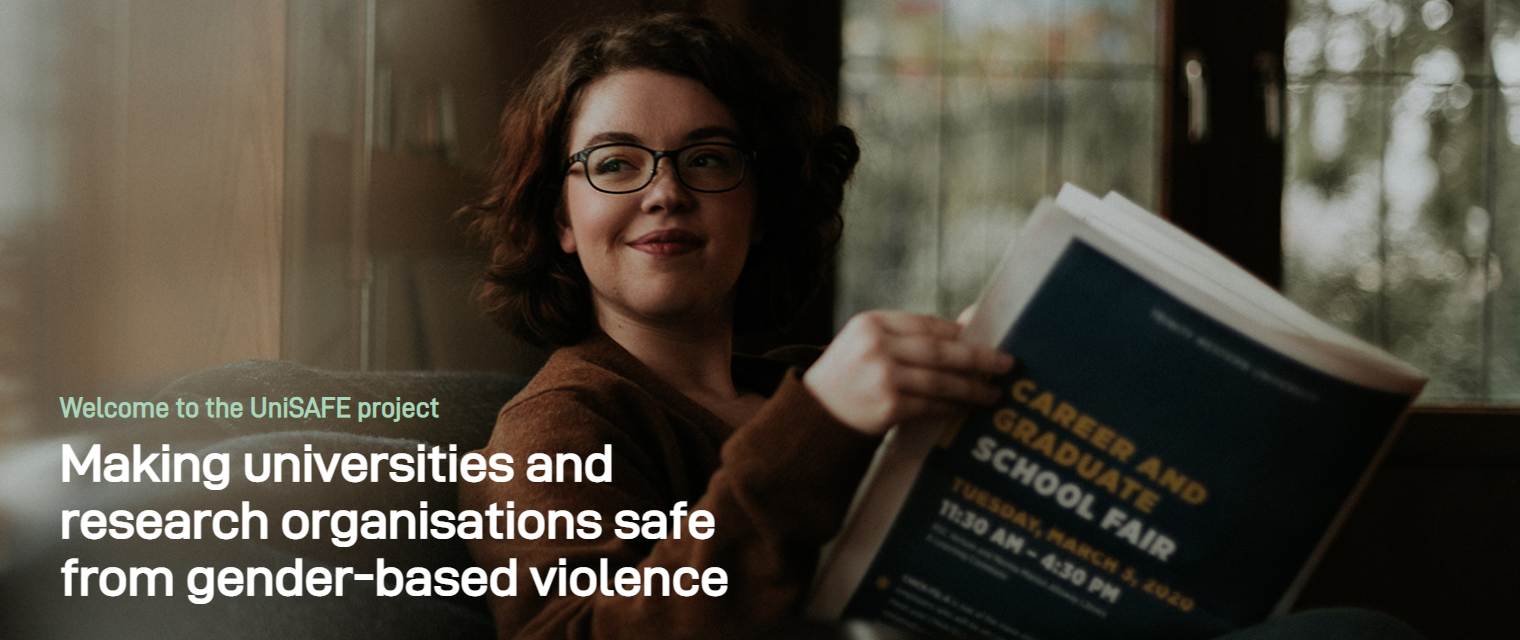 Welcome to the UniSAFE project
Making universities and
research organisations safe
from gender-based violence
CAREER AND
GRADUATE
SCHOOL FAIR
TUESDAY, MARCH 5, 2020
11:30 AM – 4:30 PM